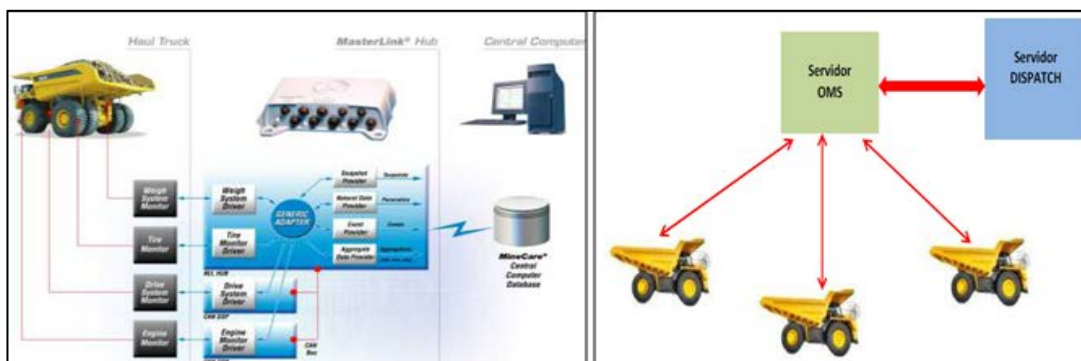 Haul Truck
MasterLink® Hub
Central Computer
Weigh
System
Monitor
Tire
Monitor
Drive
System
Monitor
Engine
Monitor
Weigh
System
Driver
Tire
Monitor
Driver
GENERIC
ADAPTER
Snapshot
Provider
Snapshots
Natural Data
Provider
Parameters
Event
Provider
Events
Aggregate
Data Provider
Drive
System
Driver
Engine
Monitor
Driver
CAN
Bus
MineCare®
Central
Computer
Database
Servidor
OMS
Servidor
DISPATCH